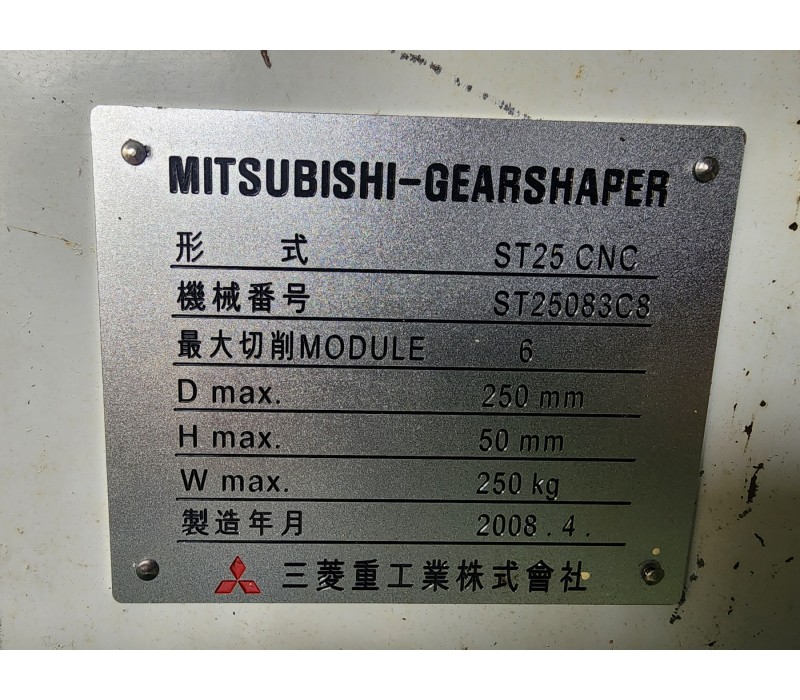 MITSUBISHI-GEARSHAPER
形 式 ST25 CNC
機械番号 ST25083C8
最大切削MODULE 6
D max. 250 mm
H max. 50 mm
W max. 250 kg
製造年月 2008.4.
三菱重工業株式會社